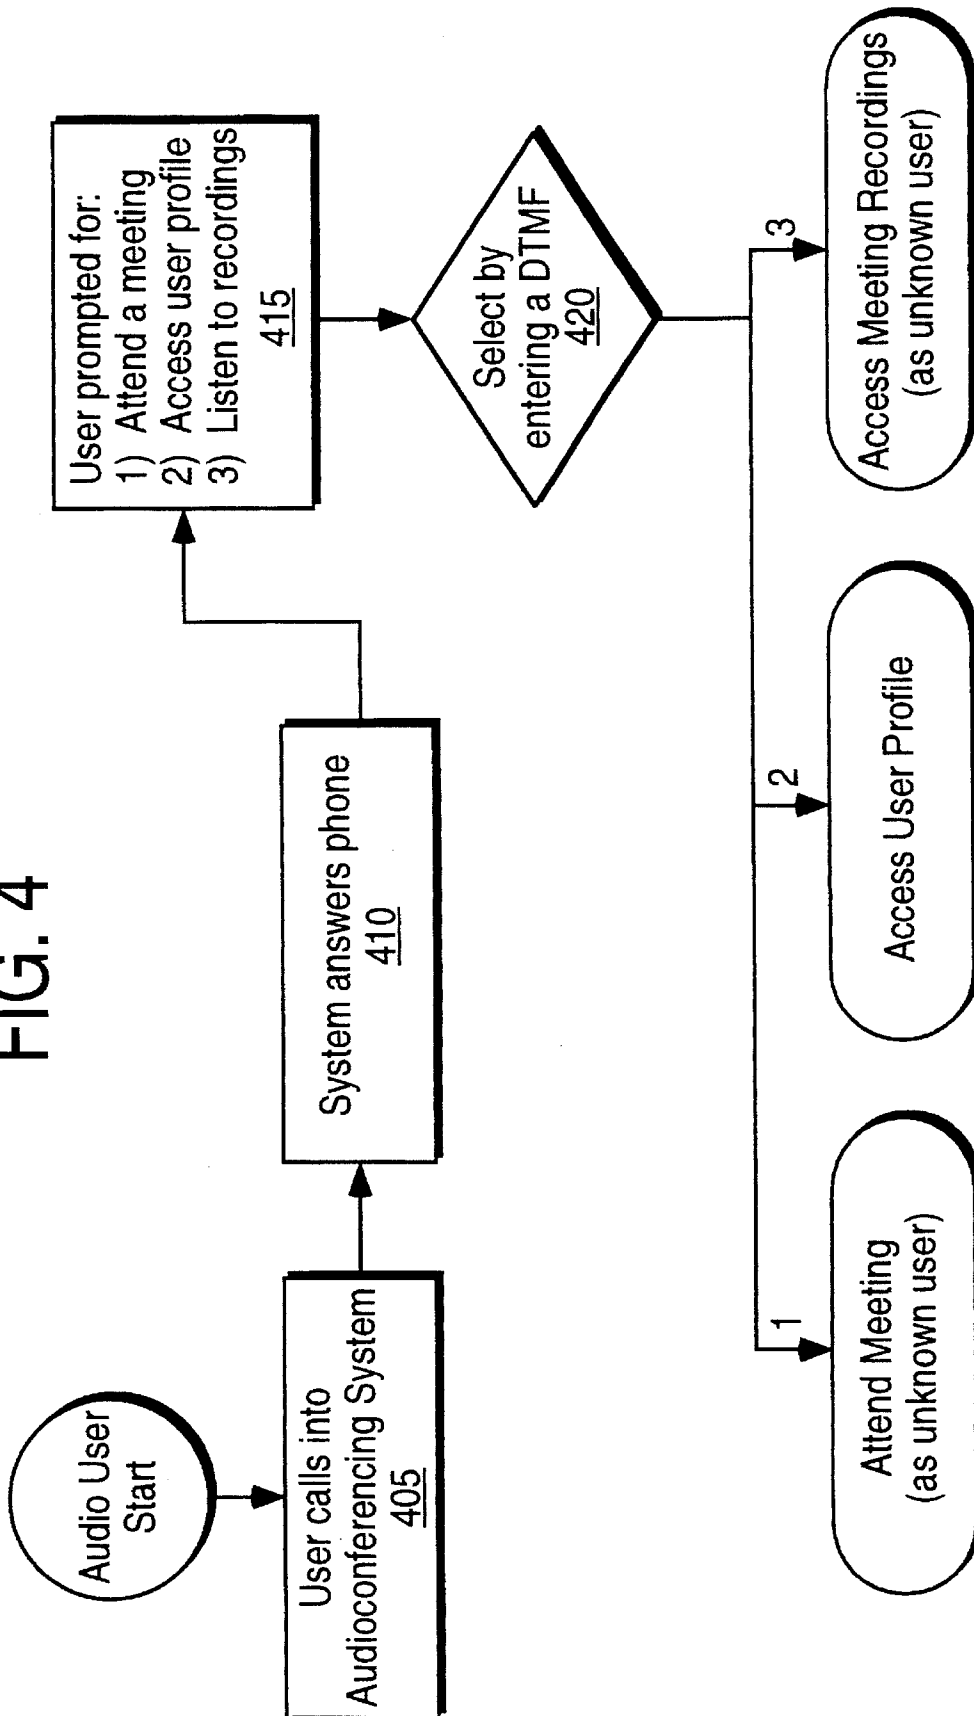 FIG. 4
Audio User
Start
User calls into
Audioconferencing System
405
System answers phone
410
User prompted for:
1) Attend a meeting
2) Access user profile
3) Listen to recordings
415
Select by
entering a DTMF
420
1
2
3
Attend Meeting
(as unknown user)
Access User Profile
Access Meeting Recordings
(as unknown user)